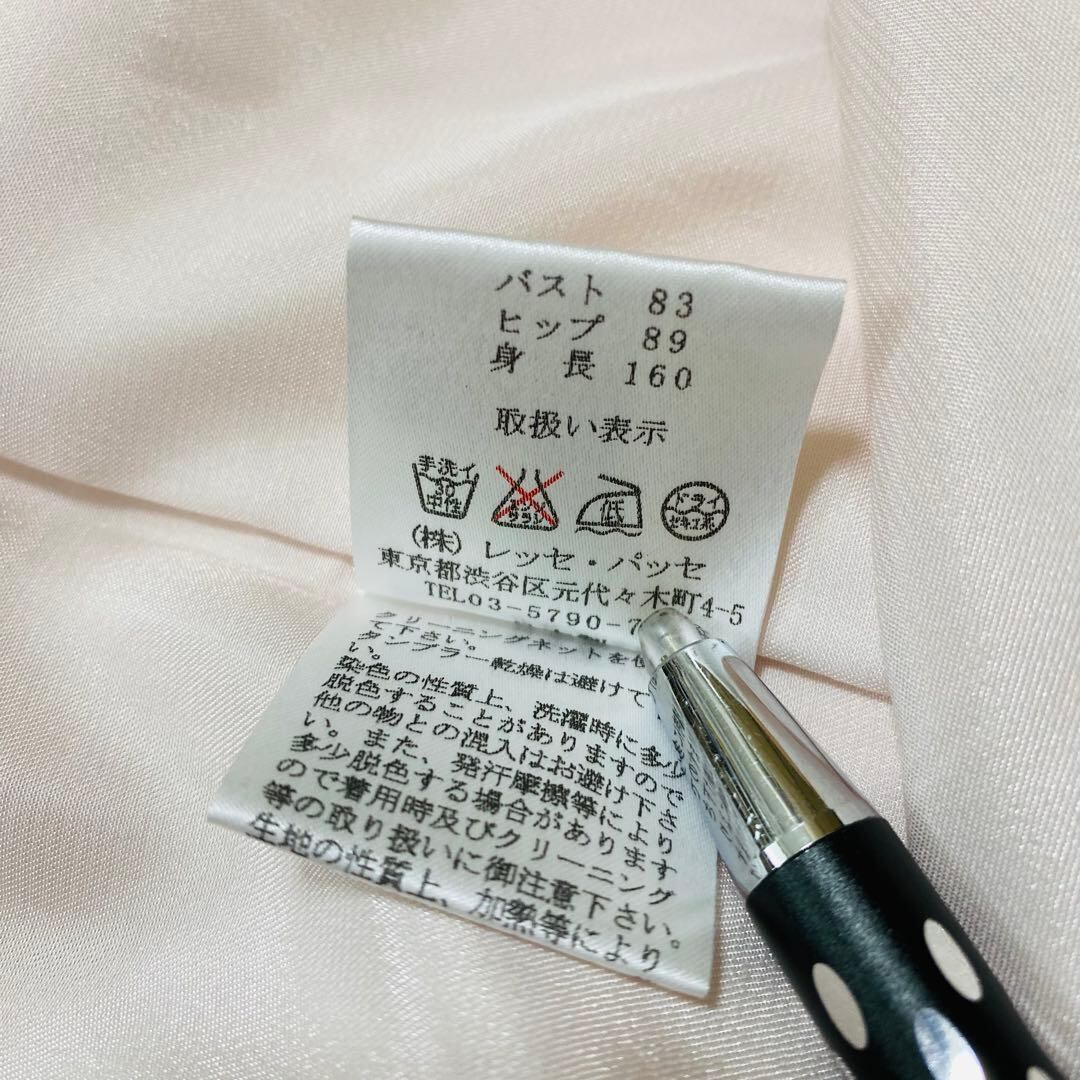 バスト 83
ヒップ 89
身 長 160
取扱い表示
手洗イ
30
中性
低
ドライ
セキユ系
(株) レッセ・パッセ
東京都渋谷区元代々木町4-5
TEL03-5790-7
クリーニングネットを使
て下さい。
タンブラー乾燥は避けて
い。
染色の性質上、洗濯時に多少
脱色することがありますので
他の物との混入はお避け下さ
い。また、発汗摩擦等により
多少脱色する場合があります
ので着用時及びクリーニング
等の取り扱いに御注意下さい。
生地の性質上、加熱等により